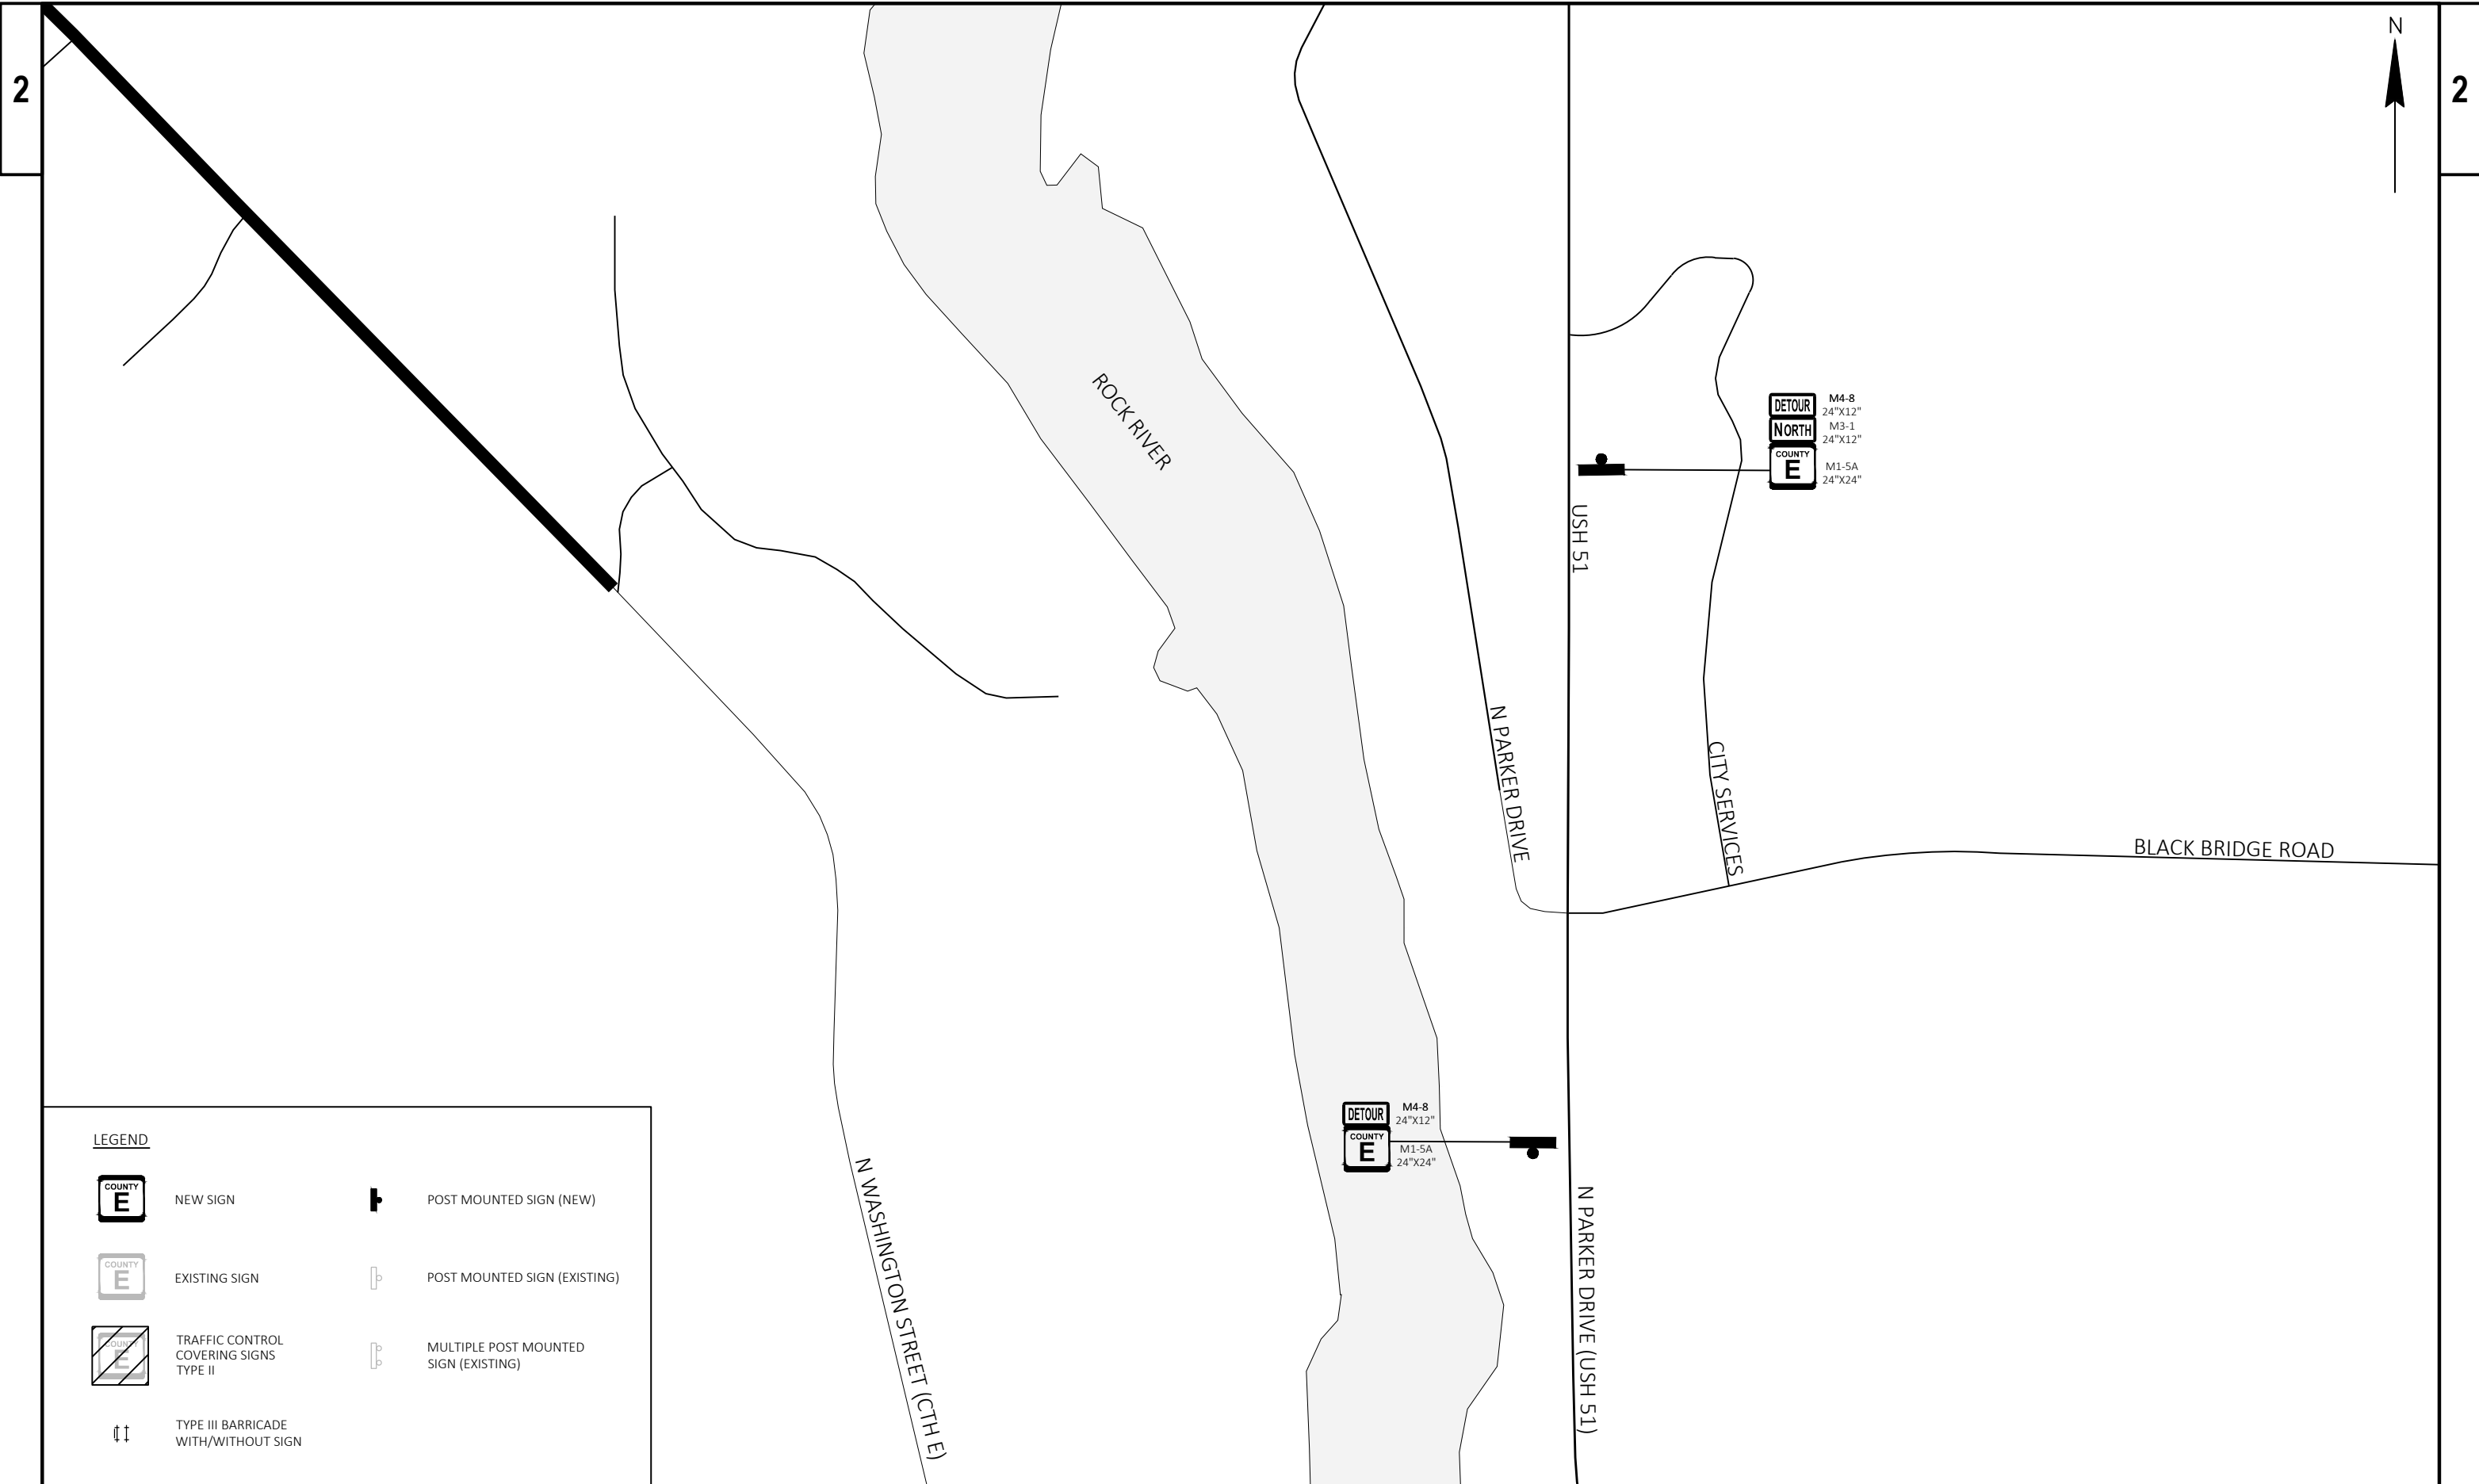 2
N
2
ROCK RIVER
DETOUR
M4-8
24"X12"
NORTH
M3-1
24"X12"
COUNTY
E
M1-5A
24"X24"
USH 51
N PARKER DRIVE
CITY SERVICES
BLACK BRIDGE ROAD
DETOUR
M4-8
24"X12"
COUNTY
E
M1-5A
24"X24"
N PARKER DRIVE (USH 51)
N WASHINGTON STREET (CTH E)
LEGEND
COUNTY
E
NEW SIGN
POST MOUNTED SIGN (NEW)
COUNTY
E
EXISTING SIGN
POST MOUNTED SIGN (EXISTING)
COUNTY
E
TRAFFIC CONTROL
COVERING SIGNS
TYPE II
MULTIPLE POST MOUNTED
SIGN (EXISTING)
TYPE III BARRICADE
WITH/WITHOUT SIGN